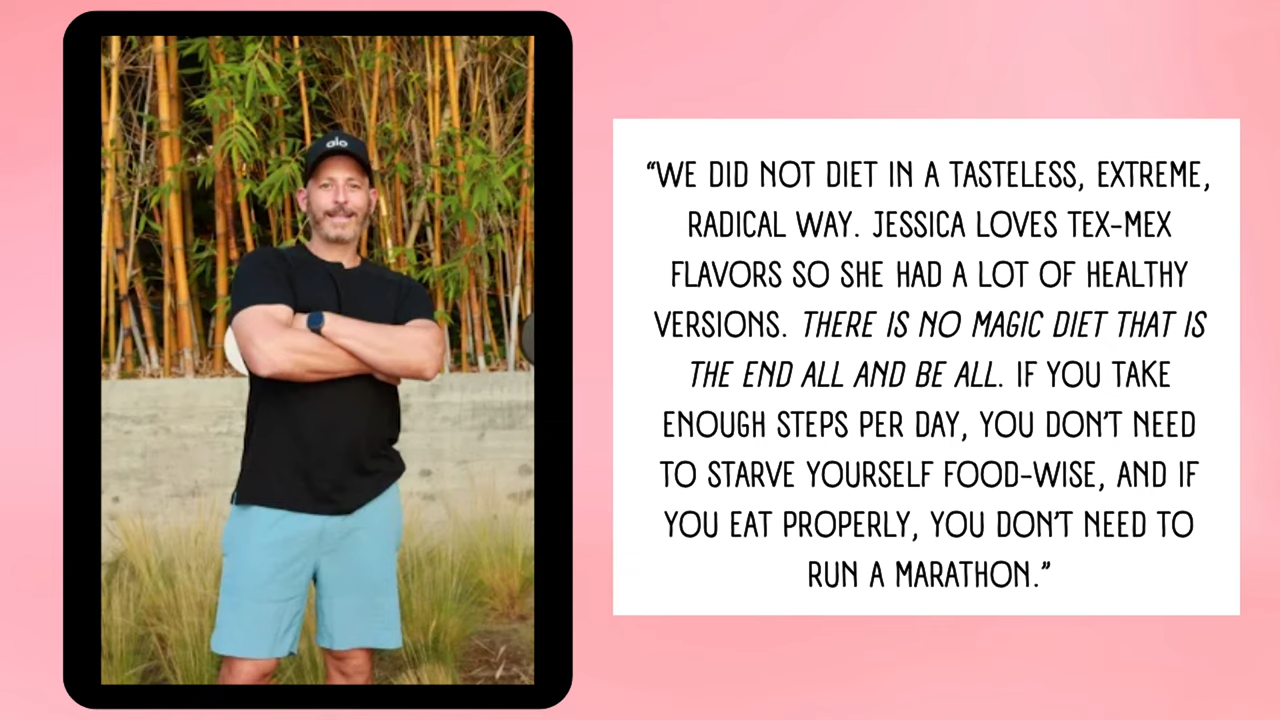 alo
“WE DID NOT DIET IN A TASTELESS, EXTREME,
RADICAL WAY. JESSICA LOVES TEX-MEX
FLAVORS SO SHE HAD A LOT OF HEALTHY
VERSIONS. THERE IS NO MAGIC DIET THAT IS
THE END ALL AND BE ALL. IF YOU TAKE
ENOUGH STEPS PER DAY, YOU DON'T NEED
TO STARVE YOURSELF FOOD-WISE, AND IF
YOU EAT PROPERLY, YOU DON'T NEED TO
RUN A MARATHON.”